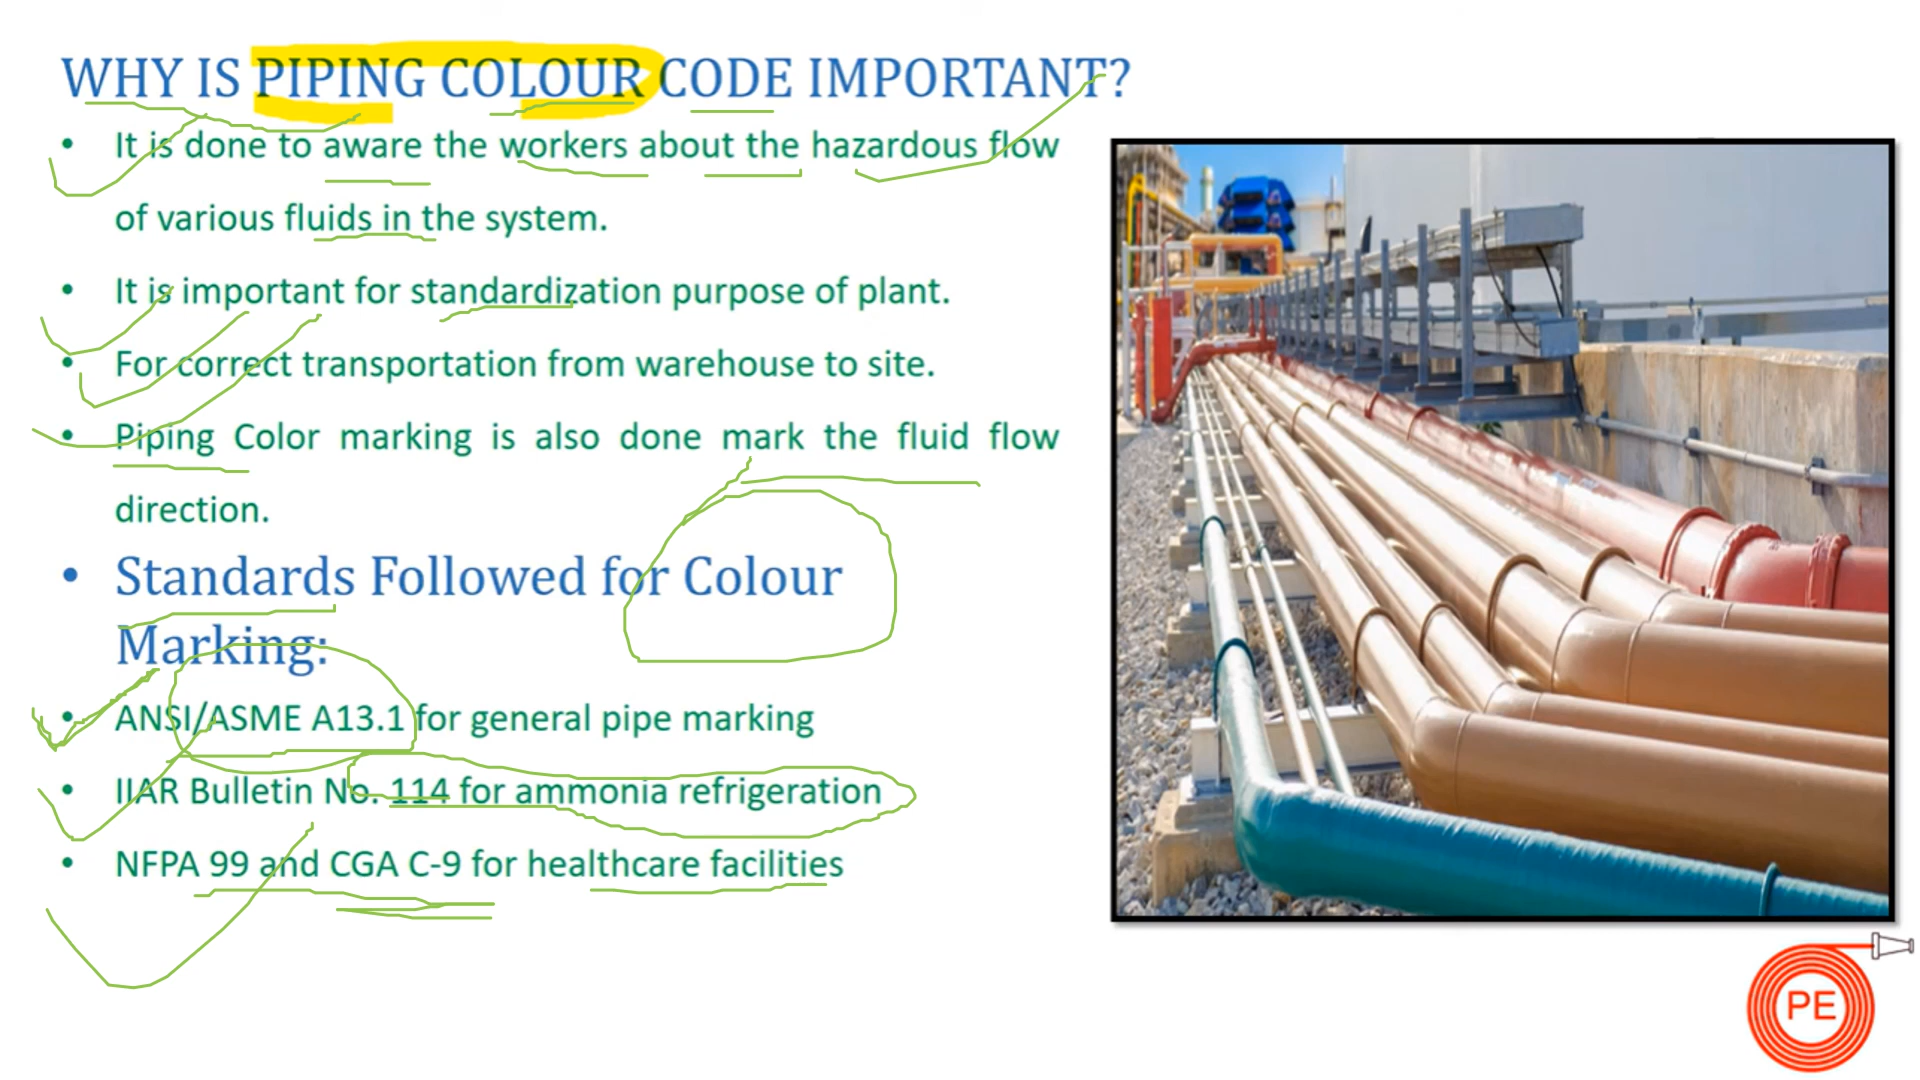 WHY IS PIPING COLOUR CODE IMPORTANT?
• It is done to aware the workers about the hazardous flow
of various fluids in the system.
• It is important for standardization purpose of plant.
• For correct transportation from warehouse to site.
• Piping Color marking is also done mark the fluid flow
direction.
• Standards Followed for Colour
Marking:
• ANSI/ASME A13.1 for general pipe marking
• IIAR Bulletin No. 114 for ammonia refrigeration
• NFPA 99 and CGA C-9 for healthcare facilities
PE